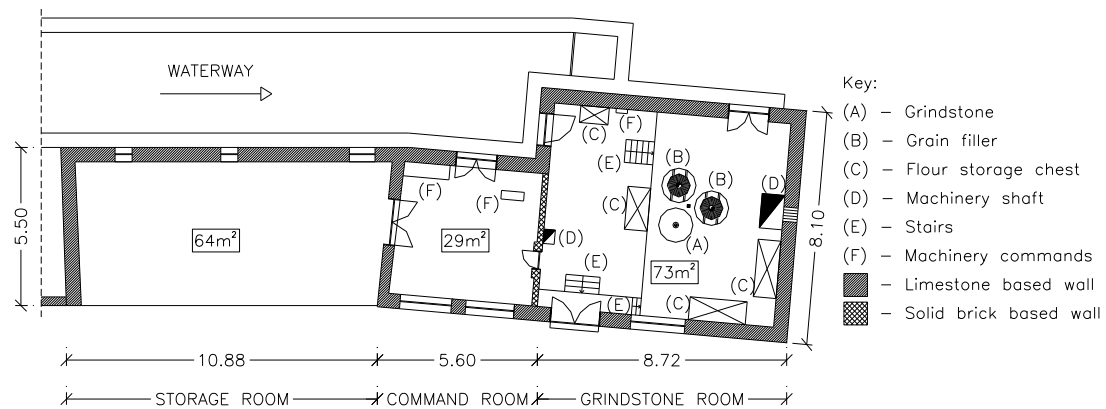 WATERWAY
Key:
(A) – Grindstone
(B) – Grain filler
(C) – Flour storage chest
(D) – Machinery shaft
(E) – Stairs
(F) – Machinery commands
Limestone based wall
Solid brick based wall
(C)
(F)
(E)
(B)
(B)
(D)
(F)
(F)
(C)
(A)
(D)
5.50
64m²
29m²
73m²
8.10
(E)
(C)
(E)
(C)
10.88
5.60
8.72
STORAGE ROOM
COMMAND ROOM
GRINDSTONE ROOM